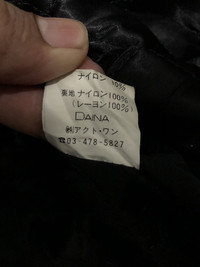 ナイロン 10%
裏地 ナイロン100%
(レーヨン100%)
DAINA
㈱アクト・ワン
☎03-478-5827